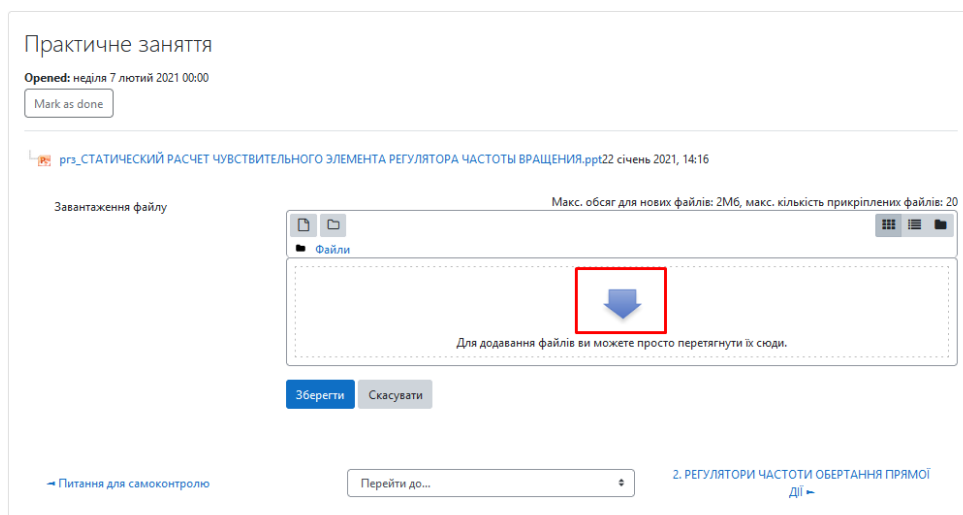 Практичне заняття
Opened: неділя 7 лютий 2021 00:00
Mark as done
prз_СТАТИЧЕСКИЙ РАСЧЕТ ЧУВСТВИТЕЛЬНОГО ЭЛЕМЕНТА РЕГУЛЯТОРА ЧАСТОТЫ ВРАЩЕНИЯ.ppt22 січень 2021, 14:16
Завантаження файлу
Макс. обсяг для нових файлів: 2Мб, макс. кількість прикріплених файлів: 20
Файли
Для додавання файлів ви можете просто перетягнути їх сюди.
Зберегти Скасувати
◄ Питання для самоконтролю
Перейти до...
2. РЕГУЛЯТОРИ ЧАСТОТИ ОБЕРТАННЯ ПРЯМОЇ
ДІЇ ►